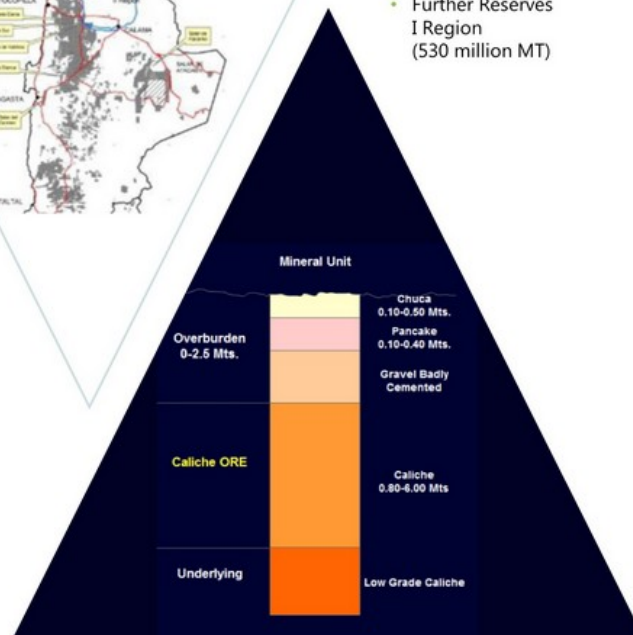 CALAMA
• Further Reserves
I Region
(530 million MT)
TALTAL
Mineral Unit
Chuca
0.10-0.50 Mts.
Pancake
0.10-0.40 Mts.
Overburden
0-2.5 Mts.
Gravel Badly
Cemented
Caliche ORE
Caliche
0.80-6.00 Mts
Underlying
Low Grade Caliche